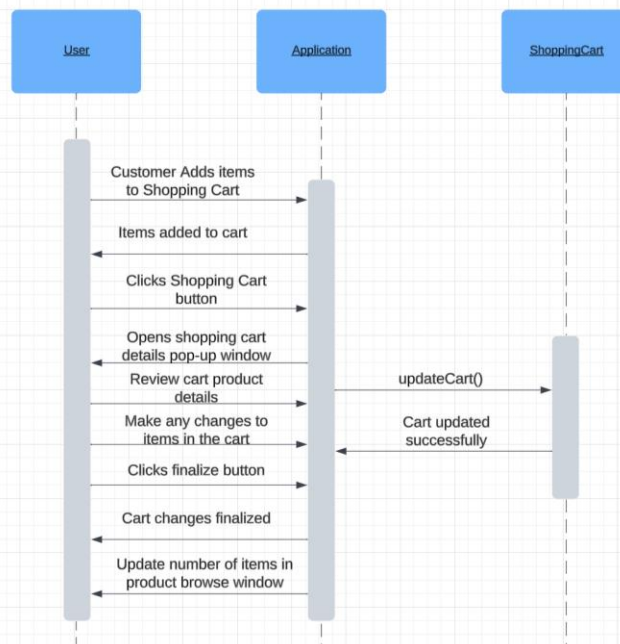 User
Application
ShoppingCart
Customer Adds items
to Shopping Cart
Items added to cart
Clicks Shopping Cart
button
Opens shopping cart
details pop-up window
Review cart product
details
updateCart()
Make any changes to
items in the cart
Cart updated
successfully
Clicks finalize button
Cart changes finalized
Update number of items in
product browse window